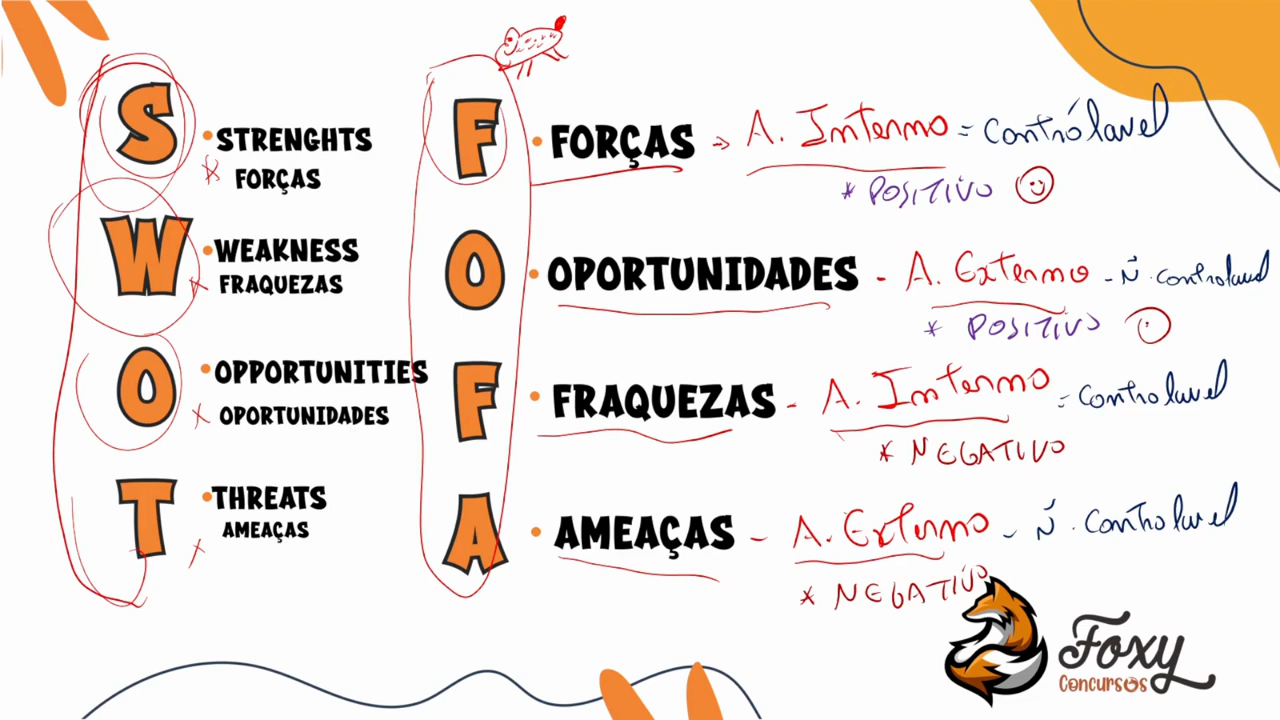 S
•STRENGHTS
FORÇAS
W
•WEAKNESS
FRAQUEZAS
O
•OPPORTUNITIES
OPORTUNIDADES
T
•THREATS
AMEAÇAS
F
• FORÇAS → A. Interno = Contrólavel
* POSITIVO
O
• OPORTUNIDADES - A. Externo - Ñ. controlavel
* POSITIVO
F
• FRAQUEZAS - A. Interno = Controlavel
* NEGATIVO
A
• AMEAÇAS - A. Externo - Ñ. Controlavel
* NEGATIVO
Foxy
Concursos